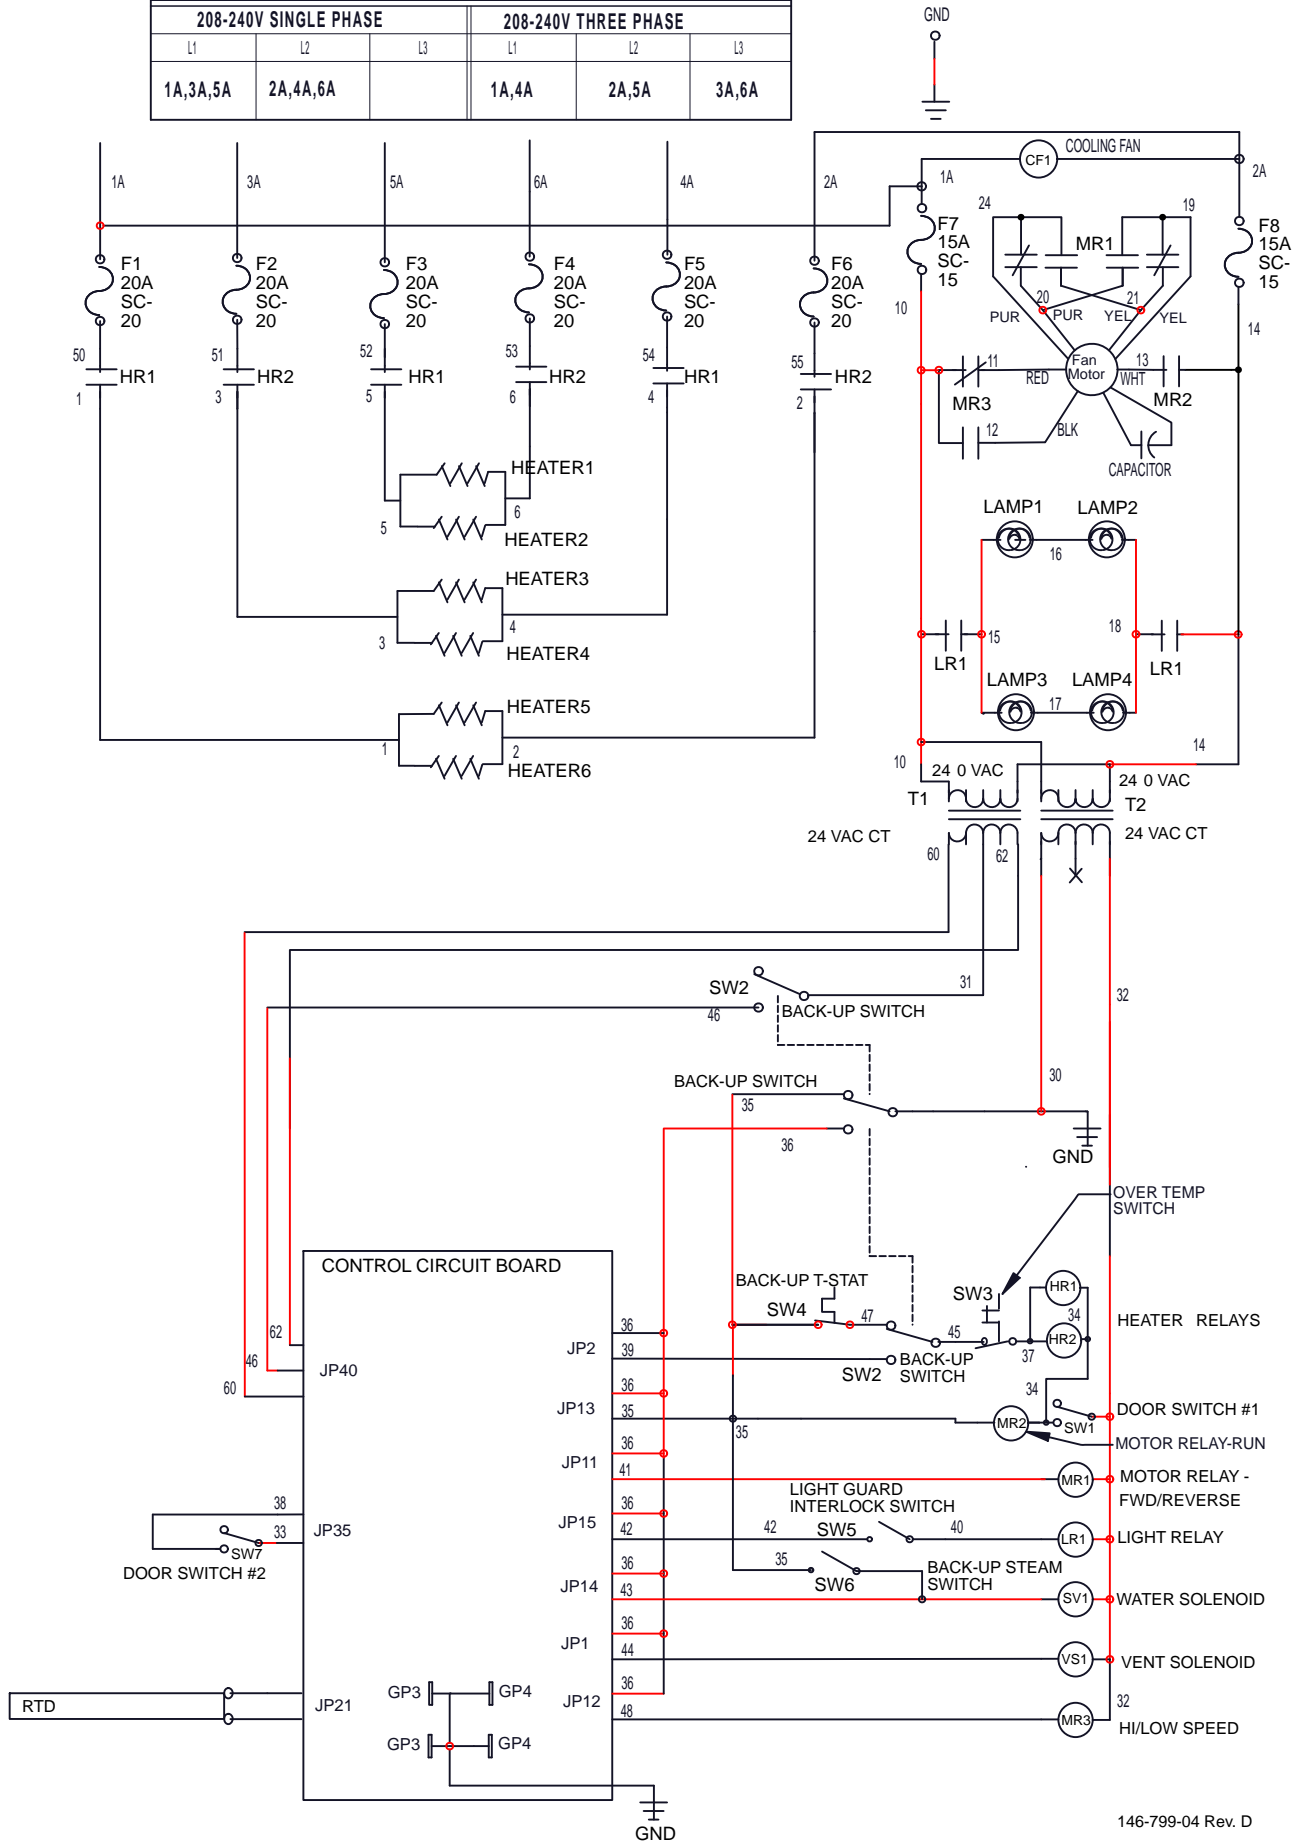 208-240V SINGLE PHASE 208-240V THREE PHASE
L1 L2 L3 L1 L2 L3
1A,3A,5A 2A,4A,6A 1A,4A 2A,5A 3A,6A
GND
COOLING FAN
CF1
1A 3A 5A 6A 4A 2A 1A 2A
24 19
F1
20A
SC-
20
F2
20A
SC-
20
F3
20A
SC-
20
F4
20A
SC-
20
F5
20A
SC-
20
F6
20A
SC-
20
F7
15A
SC-
15
MR1
F8
15A
SC-
15
10 20 21 14
PUR PUR YEL YEL
50 51 52 53 54 55
HR1 HR2 HR1 HR2 HR1 HR2
1 3 5 6 4 2
11 Fan
Motor 13
RED WHT
MR3 MR2
12 BLK
CAPACITOR
HEATER1
5 6
HEATER2
HEATER3
3 4
HEATER4
HEATER5
1 2
HEATER6
LAMP1 LAMP2
16
15 18
LR1 LR1
LAMP3 LAMP4
17
10 14
24 0 VAC 24 0 VAC
T1 T2
24 VAC CT 24 VAC CT
60 62
SW2 31
46 BACK-UP SWITCH
32
30
BACK-UP SWITCH
35
36
GND
OVER TEMP
SWITCH
CONTROL CIRCUIT BOARD
BACK-UP T-STAT
SW4 47
SW3
HR1
34
HR2
HEATER RELAYS
45 37
62
46 JP40
60
JP2 36
39
SW2 BACK-UP
SWITCH
34
JP13 36
35
35
MR2 SW1
DOOR SWITCH #1
MOTOR RELAY-RUN
JP11 36
41
MR1 MOTOR RELAY -
FWD/REVERSE
LIGHT GUARD
INTERLOCK SWITCH
38
33 JP35
SW7
DOOR SWITCH #2
JP15 36
42 42 SW5 40 LR1 LIGHT RELAY
35 SW6 BACK-UP STEAM
SWITCH
JP14 36
43 SV1 WATER SOLENOID
JP1 36
44 VS1 VENT SOLENOID
RTD JP21
GP3 GP4
GP3 GP4
JP12 36
48 MR3 32
HI/LOW SPEED
GND
146-799-04 Rev. D